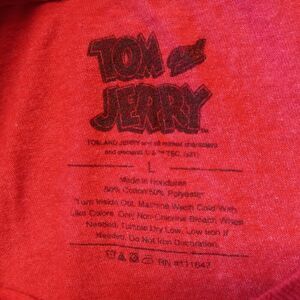 TOM and
JERRY™
TOM AND JERRY and all related characters
and elements © & ™ TEC. (s21)
L
Made in Honduras
50% Cotton/50% Polyester
Turn Inside Out, Machine Wash Cold With
Like Colors, Only Non-Chlorine Bleach When
Needed, Tumble Dry Low, Low Iron If
Needed, Do Not Iron Decoration
RN #111642